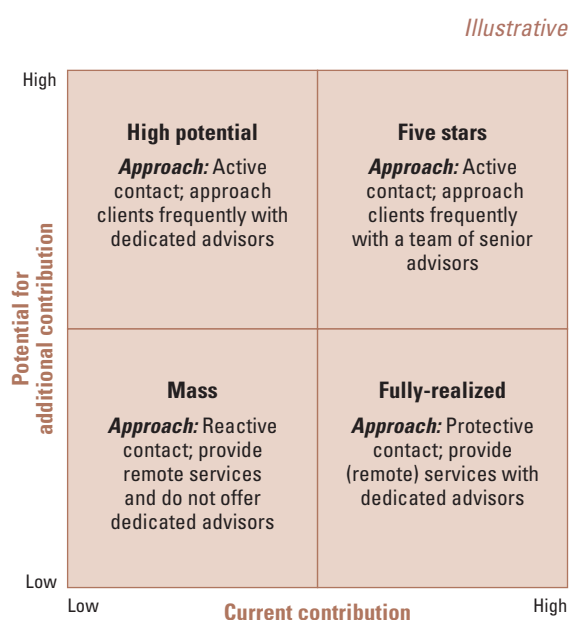 Illustrative
High
High potential
Approach: Active
contact; approach
clients frequently with
dedicated advisors
Five stars
Approach: Active
contact; approach
clients frequently
with a team of senior
advisors
Potential for
additional contribution
Mass
Approach: Reactive
contact; provide
remote services
and do not offer
dedicated advisors
Fully-realized
Approach: Protective
contact; provide
(remote) services with
dedicated advisors
Low
Low
Current contribution
High